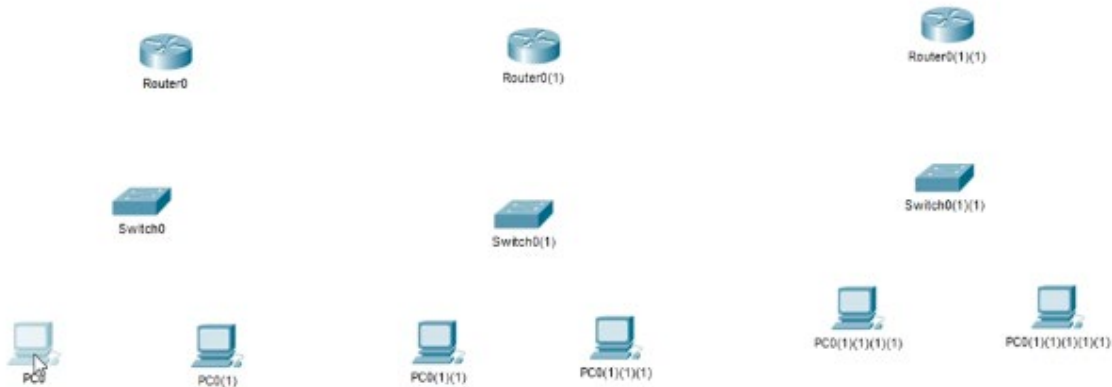 Router0
Router0(1)
Router0(1)(1)
Switch0
Switch0(1)
Switch0(1)(1)
PC0
PC0(1)
PC0(1)(1)
PC0(1)(1)(1)
PC0(1)(1)(1)(1)
PC0(1)(1)(1)(1)(1)